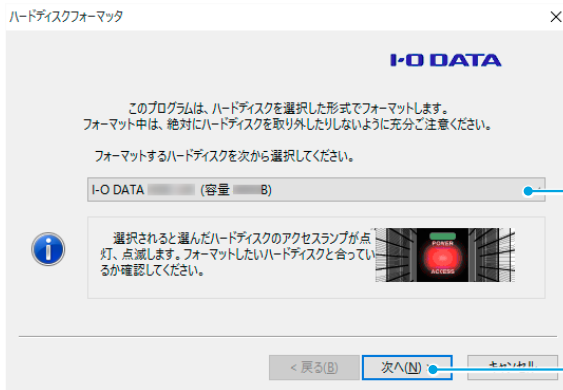 ハードディスクフォーマッタ
I-O DATA
このプログラムは、ハードディスクを選択した形式でフォーマットします。
フォーマット中は、絶対にハードディスクを取り外したりしないように充分ご注意ください。
フォーマットするハードディスクを次から選択してください。
I-O DATA (容量 B)
選択されると選んだハードディスクのアクセスランプが点
灯、点滅します。フォーマットしたいハードディスクと合ってい
るか確認してください。
POWER
ACCESS
< 戻る(B)
次へ(N)
キャンセル